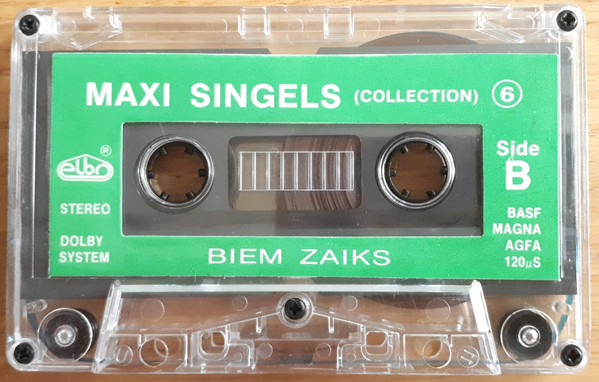 MAXI SINGELS (COLLECTION) 6
elbo ®
STEREO
DOLBY
SYSTEM
BIEM ZAIKS
Side
B
BASF
MAGNA
AGFA
120µS